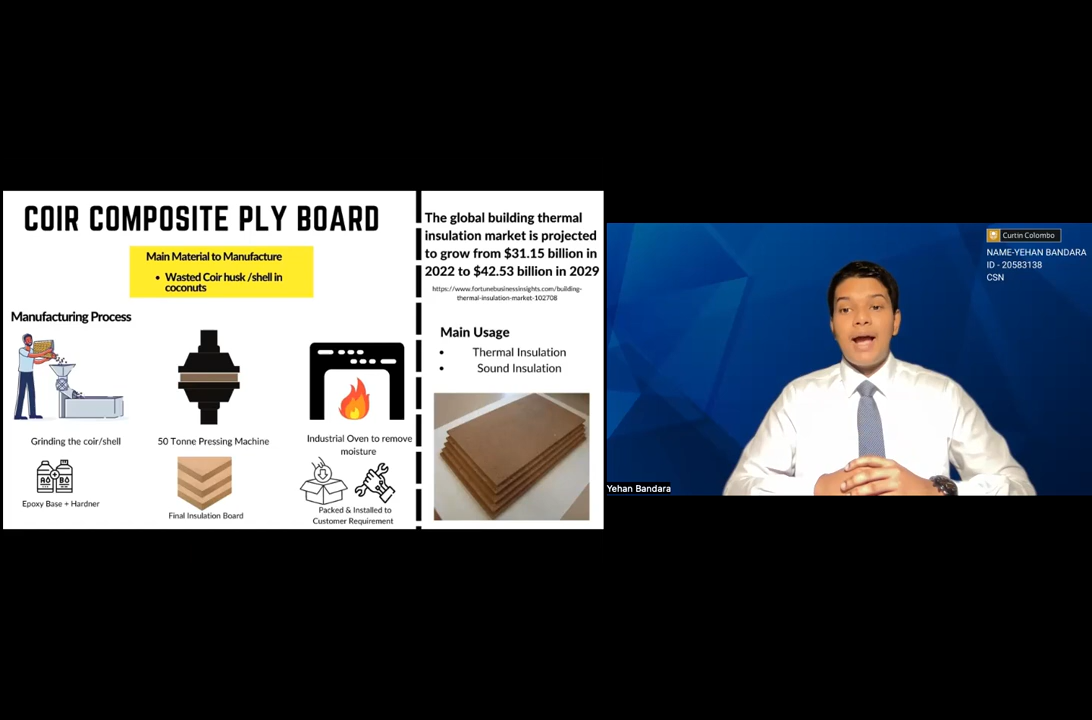 COIR COMPOSITE PLY BOARD
Main Material to Manufacture
• Wasted Coir husk /shell in
coconuts
Manufacturing Process
Grinding the coir/shell
50 Tonne Pressing Machine
Industrial Oven to remove
moisture
A
B
Epoxy Base + Hardner
Final Insulation Board
Packed & Installed to
Customer Requirement
The global building thermal
insulation market is projected
to grow from $31.15 billion in
2022 to $42.53 billion in 2029
https://www.fortunebusinessinsights.com/building-
thermal-insulation-market-102708
Main Usage
• Thermal Insulation
• Sound Insulation
Curtin Colombo
NAME-YEHAN BANDARA
ID - 20583138
CSN
Yehan Bandara